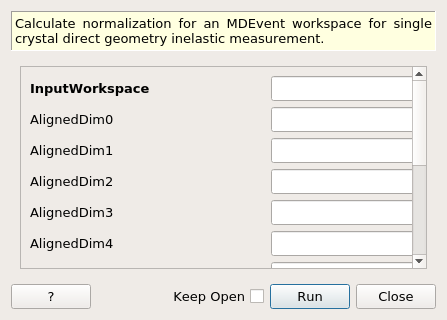 Calculate normalization for an MDEvent workspace for single
crystal direct geometry inelastic measurement.
InputWorkspace
AlignedDim0
AlignedDim1
AlignedDim2
AlignedDim3
AlignedDim4
? Keep Open Run Close